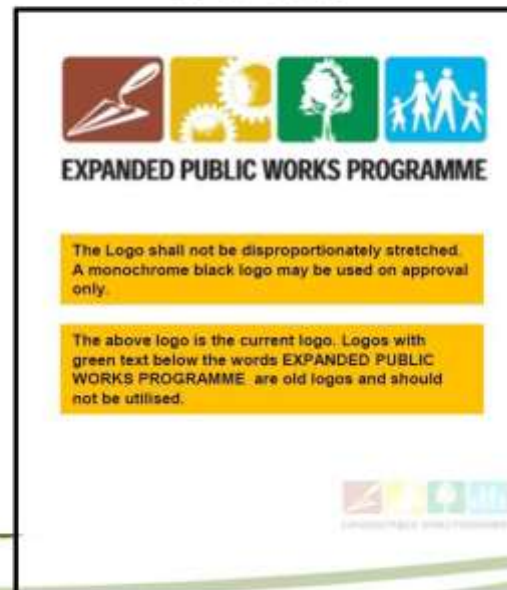 EXPANDED PUBLIC WORKS PROGRAMME
The Logo shall not be disproportionately stretched.
A monochrome black logo may be used on approval
only.
The above logo is the current logo. Logos with
green text below the words EXPANDED PUBLIC
WORKS PROGRAMME are old logos and should
not be utilised.